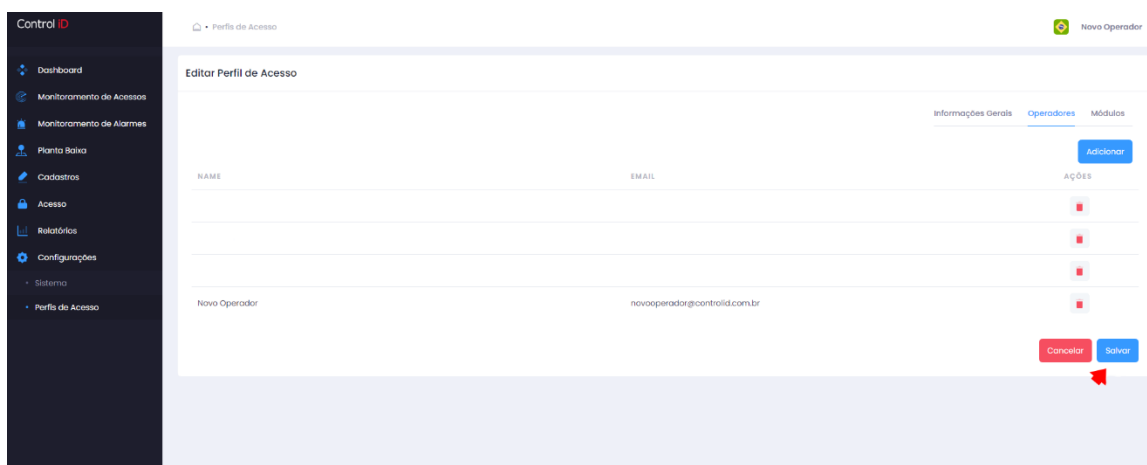 Control iD
Perfis de Acesso
Novo Operador
Dashboard
Monitoramento de Acessos
Monitoramento de Alarmes
Planta Baixa
Cadastros
Acesso
Relatórios
Configurações
Sistema
Perfis de Acesso
Editar Perfil de Acesso
Informações Gerais Operadores Módulos
Adicionar
NAME EMAIL AÇÕES
Novo Operador novooperador@controlid.com.br
Cancelar Salvar